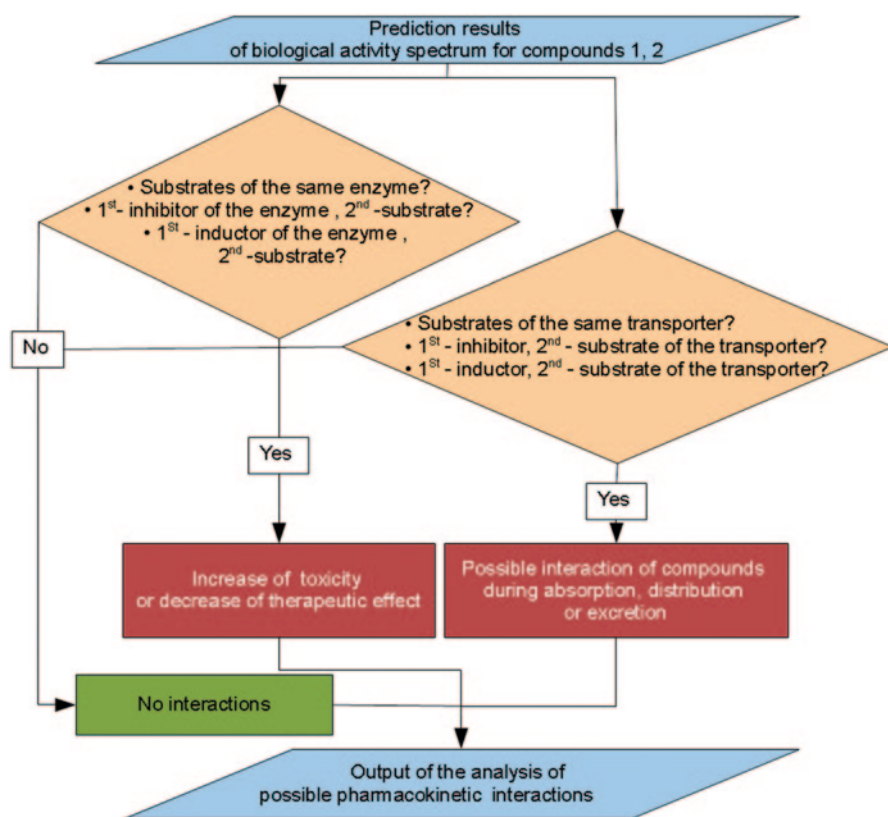 Prediction results
of biological activity spectrum for compounds 1, 2
• Substrates of the same enzyme?
• 1St- inhibitor of the enzyme , 2nd -substrate?
• 1St - inductor of the enzyme ,
2nd -substrate?
• Substrates of the same transporter?
• 1St - inhibitor, 2nd - substrate of the transporter?
• 1St - inductor, 2nd - substrate of the transporter?
No
Yes
Yes
Increase of toxicity
or decrease of therapeutic effect
Possible interaction of compounds
during absorption, distribution
or excretion
No interactions
Output of the analysis of
possible pharmacokinetic interactions